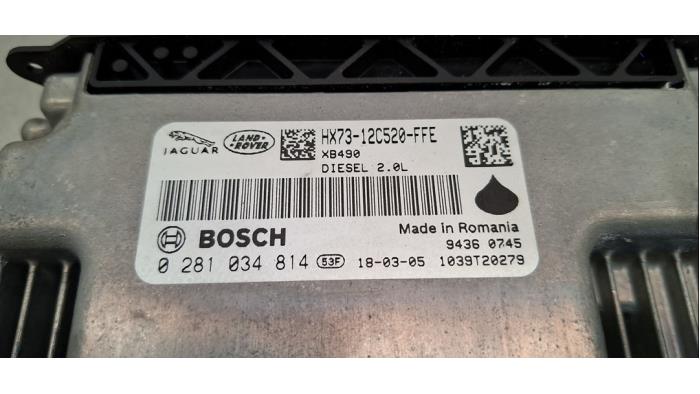 JAGUAR
LAND-
ROVER
HX73-12C520-FFE
XB490
DIESEL 2.0L
Made in Romania
9436 0745
BOSCH
0 281 034 814 53F 18-03-05 1039T20279